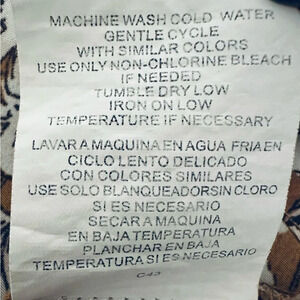 MACHINE WASH COLD WATER
GENTLE CYCLE
WITH SIMILAR COLORS
USE ONLY NON-CHLORINE BLEACH
IF NEEDED
TUMBLE DRY LOW
IRON ON LOW
TEMPERATURE IF NECESSARY
LAVAR A MAQUINA EN AGUA FRIA EN
CICLO LENTO DELICADO
CON COLORES SIMILARES
USE SOLO BLANQUEADORSIN CLORO
SI ES NECESARIO
SECAR A MAQUINA
EN BAJA TEMPERATURA
PLANCHAR EN BAJA
TEMPERATURA SI ES NECESARIO